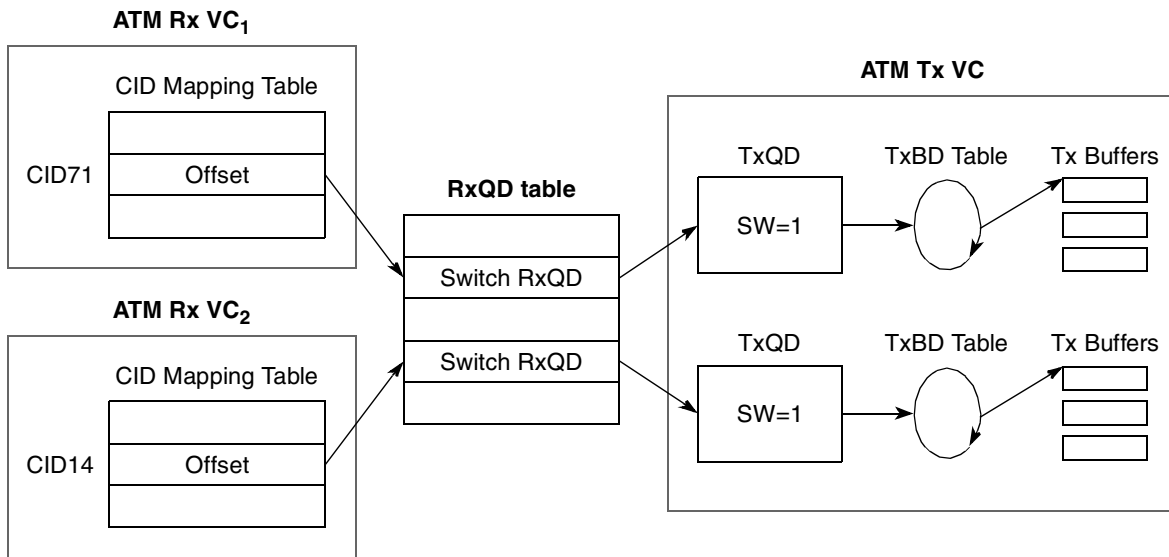 ATM Rx VC1
CID Mapping Table
CID71
Offset
ATM Rx VC2
CID Mapping Table
CID14
Offset
RxQD table
Switch RxQD
Switch RxQD
ATM Tx VC
TxQD
TxBD Table
Tx Buffers
SW=1
TxQD
TxBD Table
Tx Buffers
SW=1